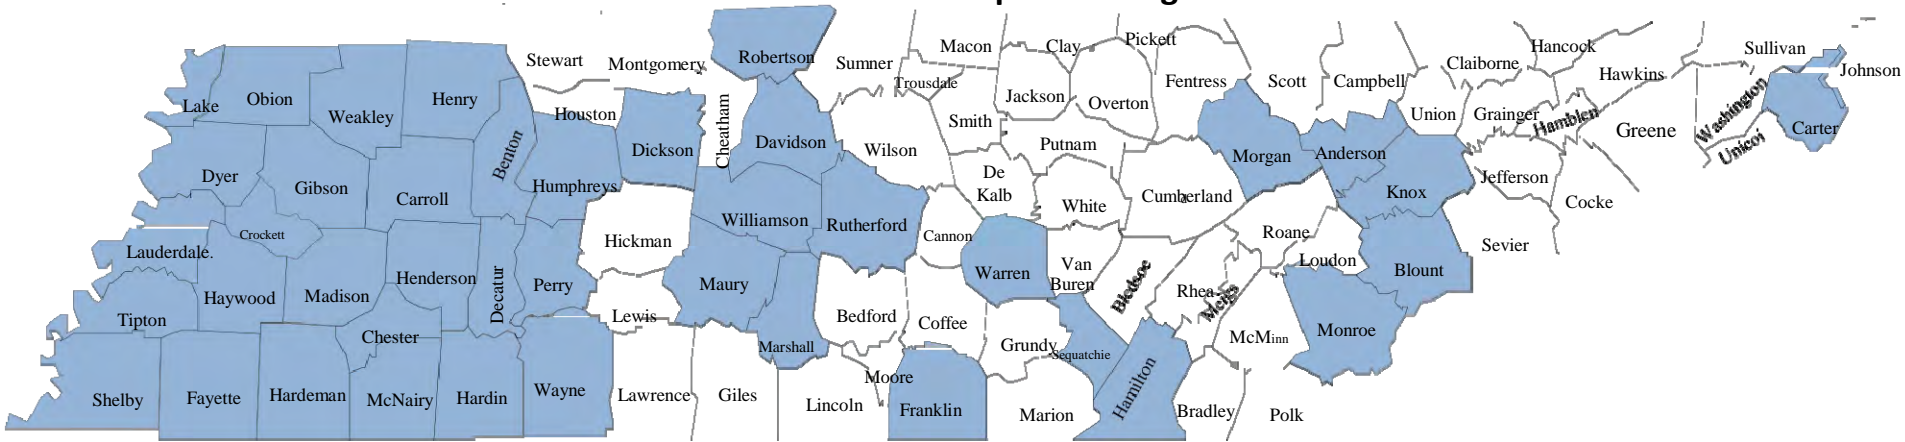 Lake
Obion
Weakley
Henry
Stewart
Montgomery
Robertson
Sumner
Macon
Trousdale
Clay
Pickett
Fentress
Scott
Campbell
Claiborne
Hancock
Hawkins
Sullivan
Johnson
Houston
Benton
Dickson
Cheatham
Davidson
Wilson
Smith
Jackson
Overton
Putnam
Morgan
Anderson
Union
Grainger
Hamblen
Greene
Washington
Unicoi
Carter
Dyer
Gibson
Carroll
Humphreys
Williamson
Rutherford
De
Kalb
White
Cumberland
Knox
Jefferson
Cocke
Crockett
Lauderdale.
Haywood
Madison
Henderson
Decatur
Perry
Hickman
Maury
Cannon
Warren
Van
Buren
Bledsoe
Rhea
Meigs
Roane
Loudon
Blount
Sevier
Tipton
Chester
Lewis
Marshall
Bedford
Coffee
Grundy
Sequatchie
McMinn
Monroe
Shelby
Fayette
Hardeman
McNairy
Hardin
Wayne
Lawrence
Giles
Lincoln
Moore
Franklin
Marion
Hamilton
Bradley
Polk